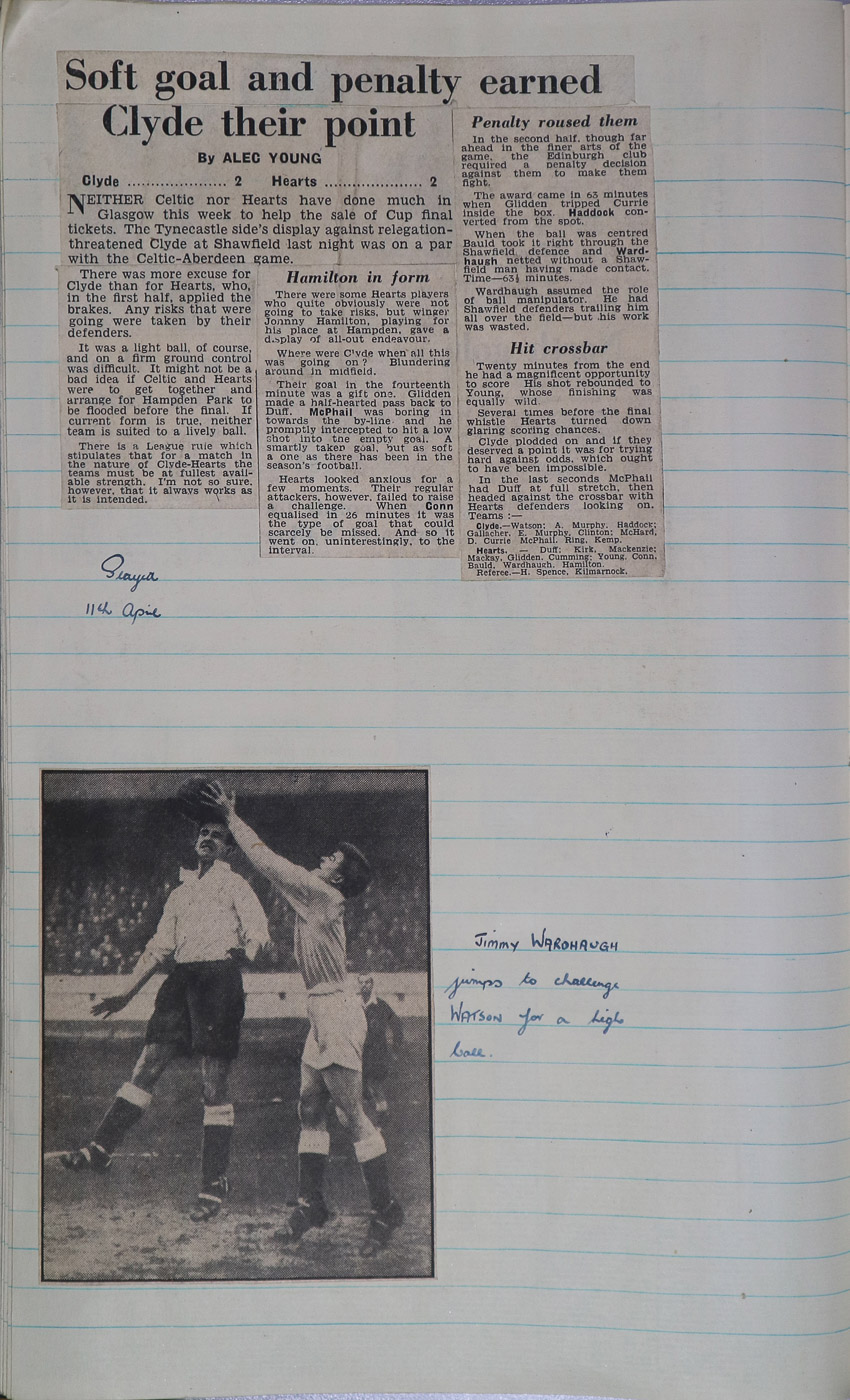 Soft goal and penalty earned
Clyde their point
By ALEC YOUNG
Clyde .................... 2 Hearts ..................... 2
NEITHER Celtic nor Hearts have done much in
Glasgow this week to help the sale of Cup final
tickets. The Tynecastle side's display against relegation-
threatened Clyde at Shawfield last night was on a par
with the Celtic-Aberdeen game.
There was more excuse for
Clyde than for Hearts, who,
in the first half, applied the
brakes. Any risks that were
going were taken by their
defenders.
It was a light ball, of course,
and on a firm ground control
was difficult. It might not be a
bad idea if Celtic and Hearts
were to get together and
arrange for Hampden Park to
be flooded before the final. If
current form is true, neither
team is suited to a lively ball.
There is a League rule which
stipulates that for a match in
the nature of Clyde-Hearts the
teams must be at fullest avail-
able strength. I'm not so sure,
however, that it always works as
it is intended.
Hamilton in form
There were some Hearts players
who quite obviously were not
going to take risks, but winger
Johnny Hamilton, playing for
his place at Hampden, gave a
display of all-out endeavour.
Where were Clyde when all this
was going on? Blundering
around in midfield.
Their goal in the fourteenth
minute was a gift one. Glidden
made a half-hearted pass back to
Duff. McPhail was boring in
towards the by-line and he
promptly intercepted to hit a low
shot into the empty goal. A
smartly taken goal, but as soft
a one as there has been in the
season's football.
Hearts looked anxious for a
few moments. Their regular
attackers, however, failed to raise
a challenge. When Conn
equalised in 26 minutes it was
the type of goal that could
scarcely be missed. And so it
went on, uninterestingly, to the
interval.
Penalty roused them
In the second half, though far
ahead in the finer arts of the
game, the Edinburgh club
required a penalty decision
against them to make them
fight.
The award came in 63 minutes
when Glidden tripped Currie
inside the box. Haddock con-
verted from the spot.
When the ball was centred
Bauld took it right through the
Shawfield defence and Ward-
haugh netted without a Shaw-
field man having made contact.
Time—63½ minutes.
Wardhaugh assumed the role
of ball manipulator. He had
Shawfield defenders trailing him
all over the field—but his work
was wasted.
Hit crossbar
Twenty minutes from the end
he had a magnificent opportunity
to score His shot rebounded to
Young, whose finishing was
equally wild.
Several times before the final
whistle Hearts turned down
glaring scoring chances.
Clyde plodded on and if they
deserved a point it was for trying
hard against odds, which ought
to have been impossible.
In the last seconds McPhail
had Duff at full stretch, then
headed against the crossbar with
Hearts defenders looking on.
Teams :—
Clyde.—Watson; A. Murphy, Haddock;
Gallacher, E. Murphy, Clinton; McHard,
D. Currie McPhail, Ring, Kemp.
Hearts. — Duff; Kirk, Mackenzie;
Mackay, Glidden, Cumming; Young, Conn,
Bauld, Wardhaugh, Hamilton.
Referee.—H. Spence, Kilmarnock.
Played
11th April
Jimmy WARDHAUGH
jumps to challenge
WATSON for a high
ball.